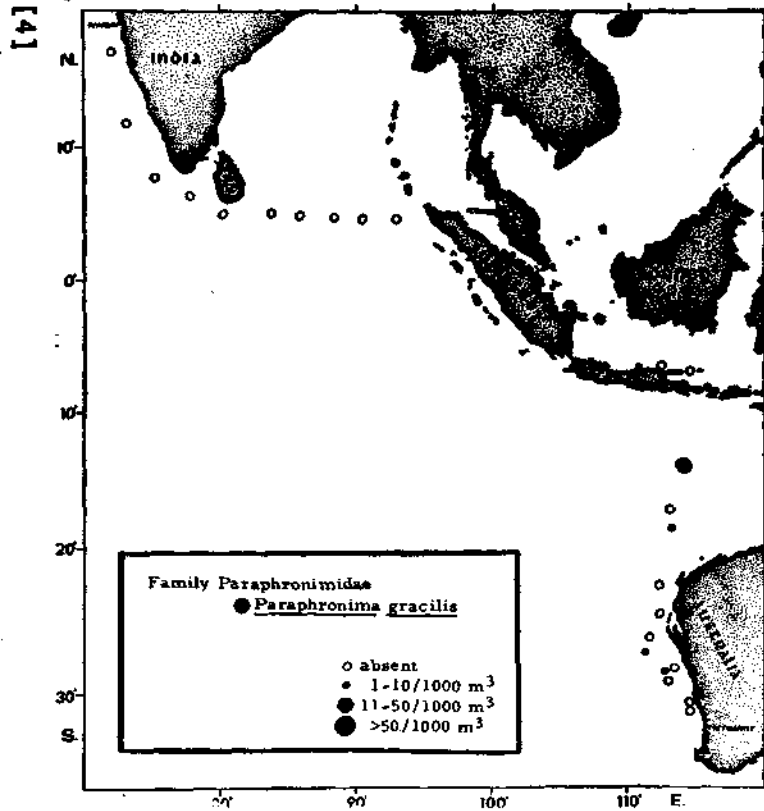 [4]
INDIA
N.
10°
0°
10°
20°
30°
S.
Family Paraphronimidae
Paraphronima gracilis
absent
1-10/1000 m³
11-50/1000 m³
>50/1000 m³
AUSTRALIA
90°
100°
110°
E.